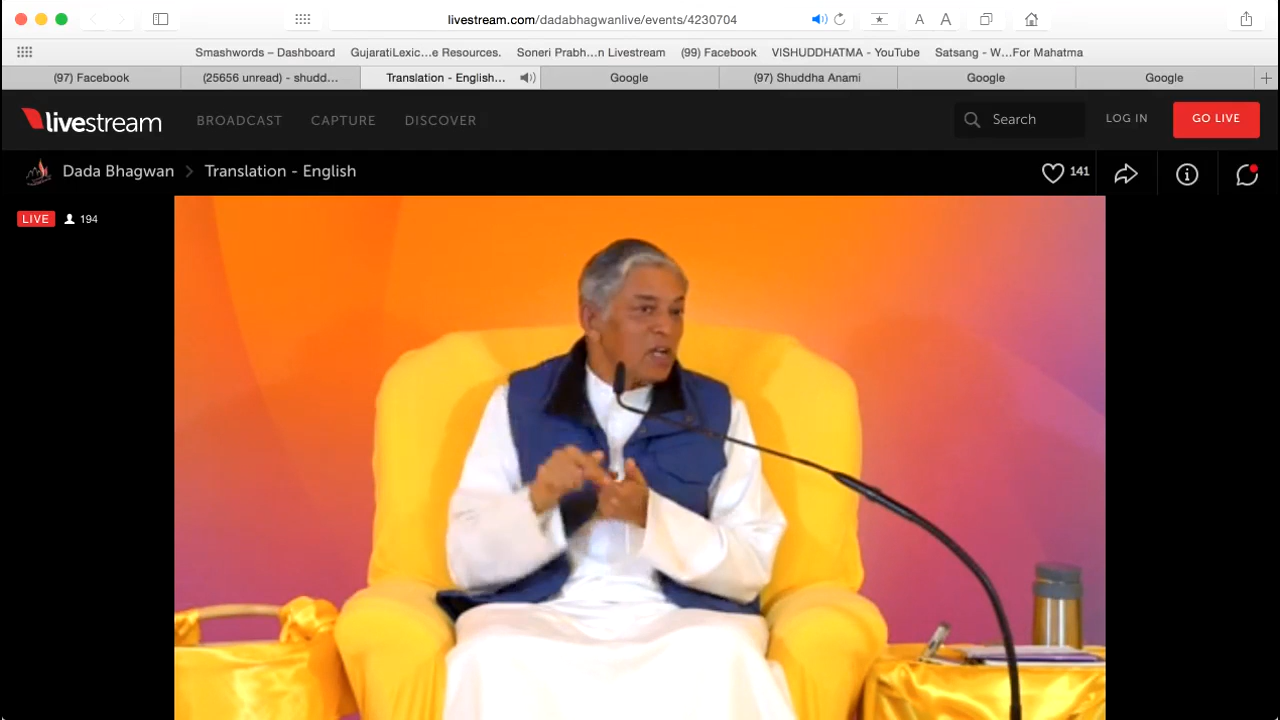 livestream.com/dadabhagwanlive/events/4230704
A A
Smashwords – Dashboard GujaratiLexic...e Resources. Soneri Prabh...n Livestream (99) Facebook VISHUDDHATMA - YouTube Satsang - W...For Mahatma
(97) Facebook (25656 unread) - shudd... Translation - English... Google (97) Shuddha Anami Google Google
livestream BROADCAST CAPTURE DISCOVER Search LOG IN GO LIVE
Dada Bhagwan > Translation - English 141
LIVE 194